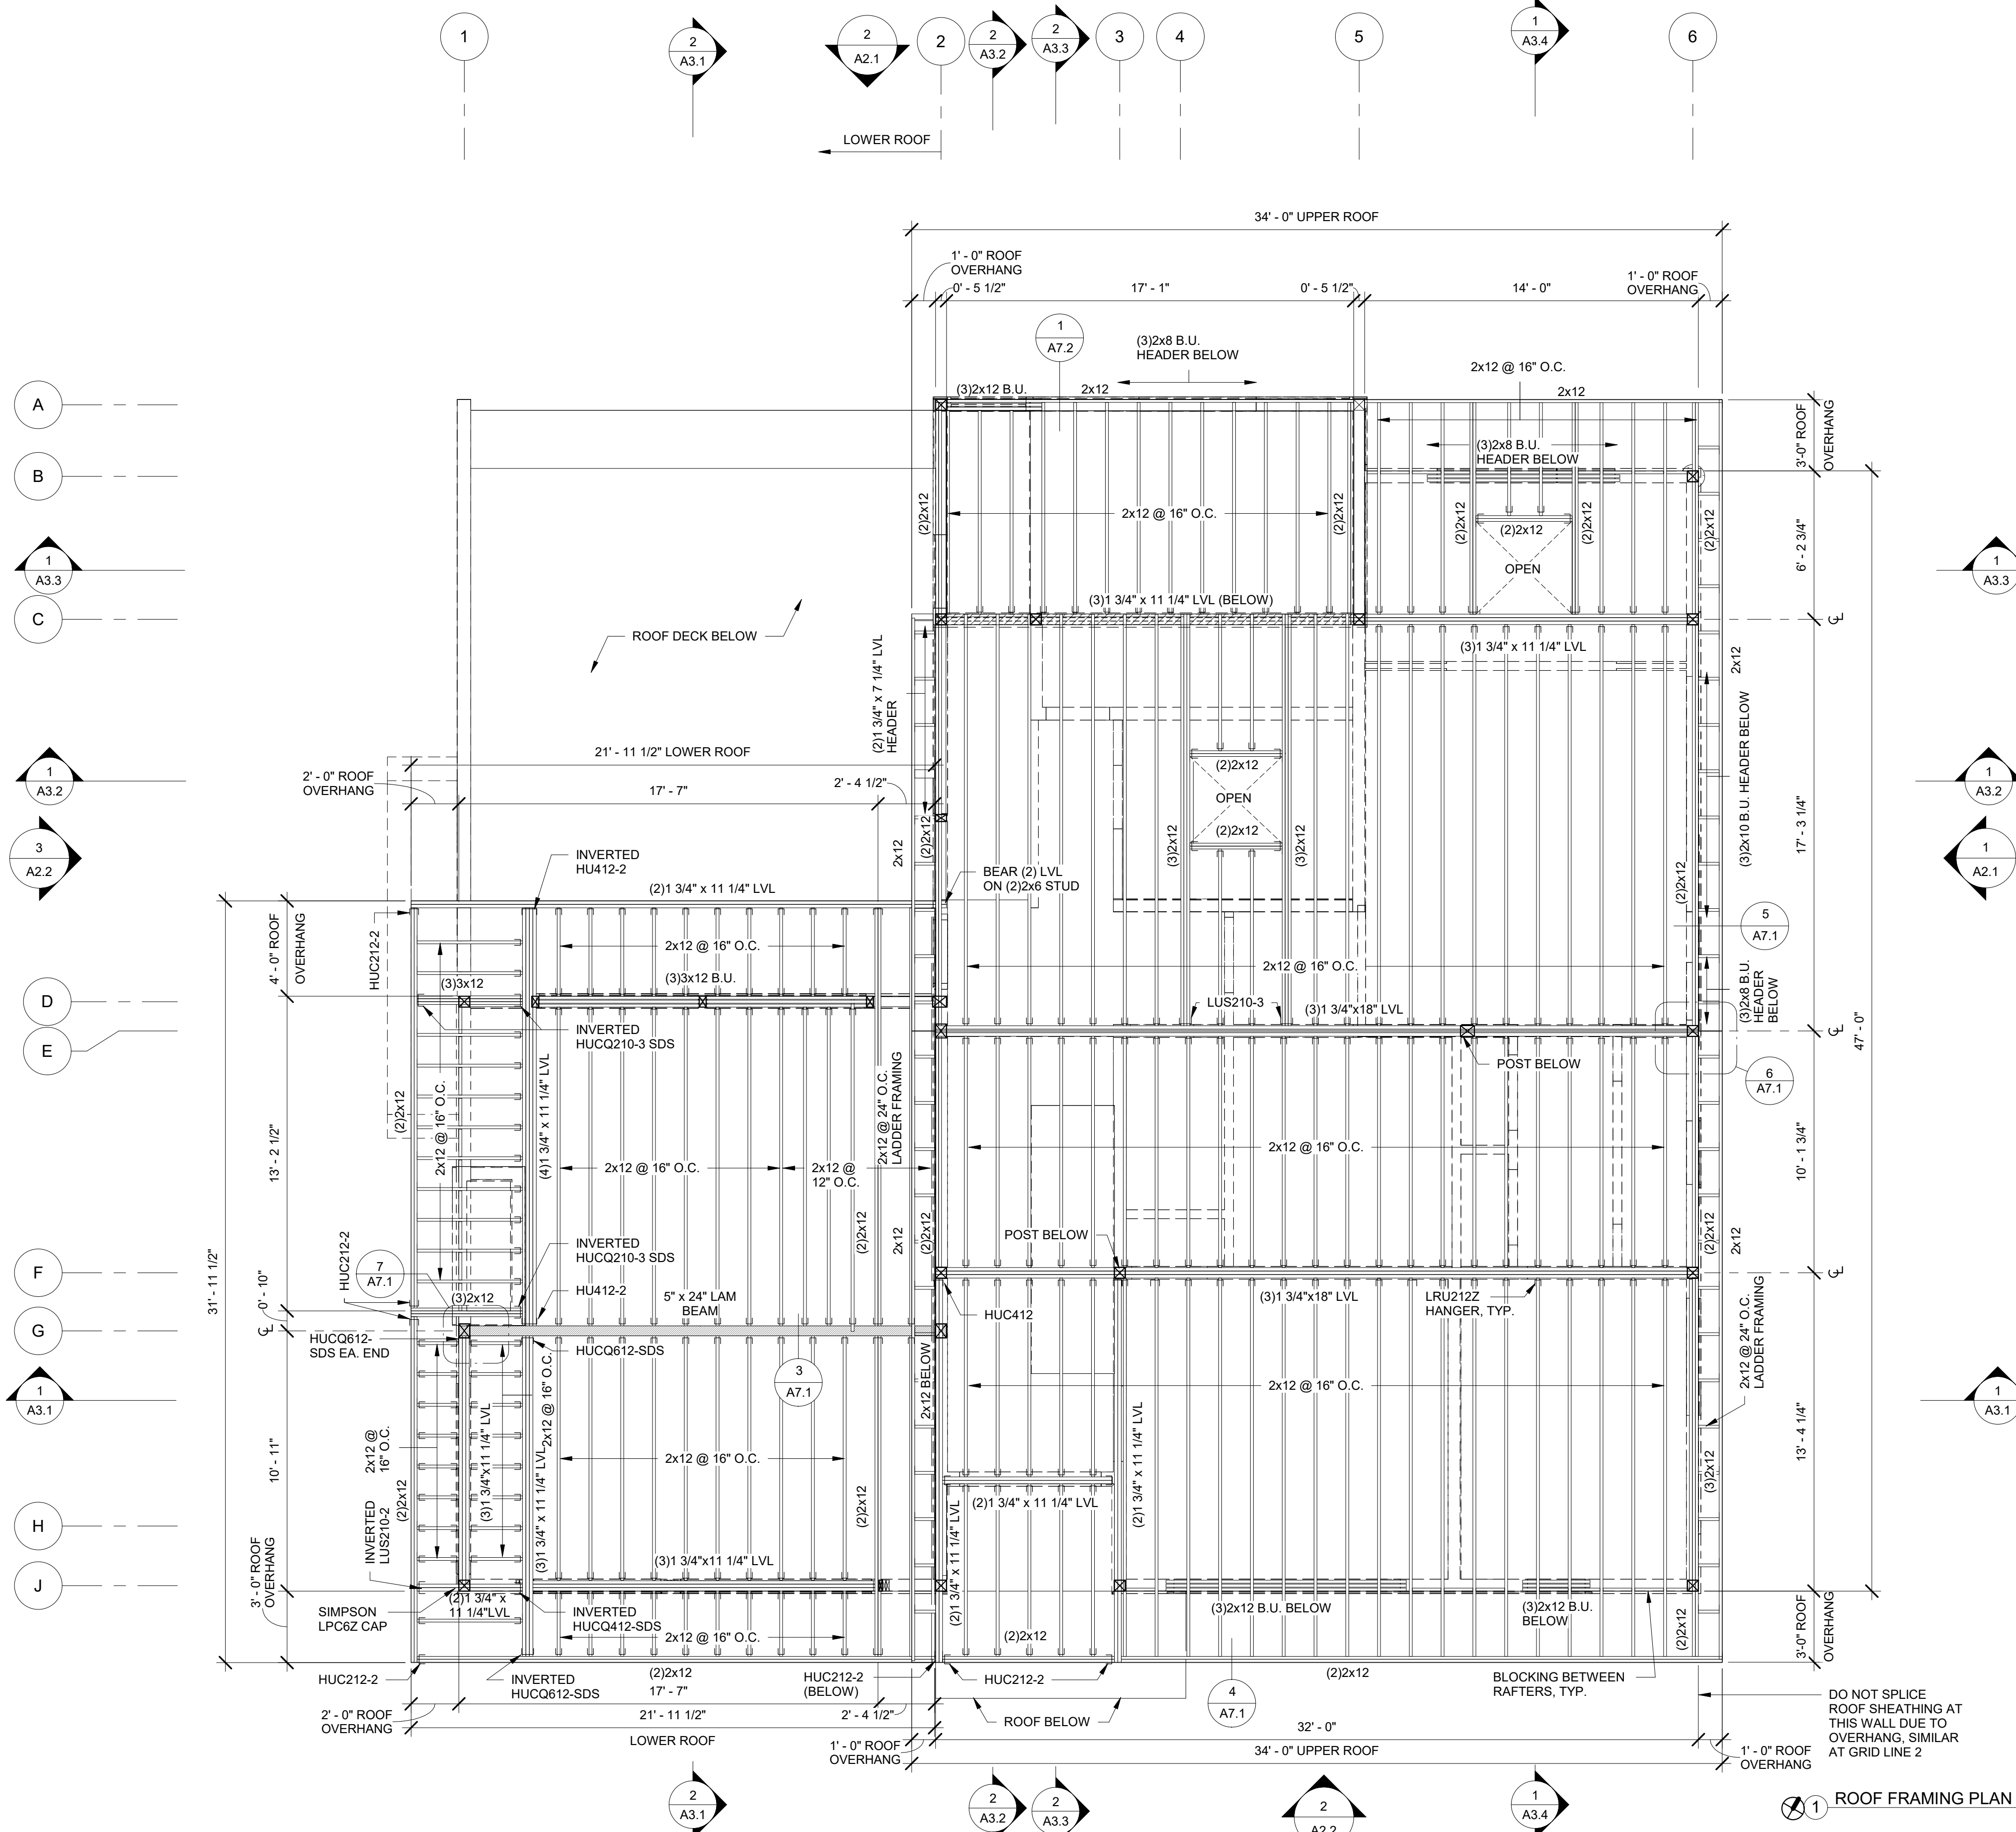 1
2
A3.1
2
A2.1
2
2
A3.2
2
A3.3
3
4
5
1
A3.4
6
LOWER ROOF
34' - 0" UPPER ROOF
1' - 0" ROOF
OVERHANG
0' - 5 1/2"
17' - 1"
0' - 5 1/2"
14' - 0"
1' - 0" ROOF
OVERHANG
1
A7.2
(3)2x8 B.U.
HEADER BELOW
2x12 @ 16" O.C.
(3)2x12 B.U.
2x12
2x12
A
B
1
A3.3
C
3'-0" ROOF
OVERHANG
(3)2x8 B.U.
HEADER BELOW
(2)2x12
2x12 @ 16" O.C.
(2)2x12
(2)2x12
(2)2x12
(2)2x12
(2)2x12
OPEN
6' - 2 3/4"
1
A3.3
(3)1 3/4" x 11 1/4" LVL (BELOW)
ROOF DECK BELOW
(3)1 3/4" x 11 1/4" LVL
2x12
(2)1 3/4" x 7 1/4" LVL
HEADER
(3)2x10 B.U. HEADER BELOW
17' - 3 1/4"
21' - 11 1/2" LOWER ROOF
2' - 0" ROOF
OVERHANG
17' - 7"
2' - 4 1/2"
1
A3.2
3
A2.2
(2)2x12
OPEN
(2)2x12
(3)2x12
(3)2x12
2x12
(2)2x12
(2)2x12
1
A3.2
1
A2.1
INVERTED
HU412-2
(2)1 3/4" x 11 1/4" LVL
BEAR (2) LVL
ON (2)2x6 STUD
5
A7.1
4' - 0" ROOF
OVERHANG
HUC212-2
2x12 @ 16" O.C.
(3)3x12
(3)3x12 B.U.
2x12 @ 16" O.C.
LUS210-3
(3)1 3/4"x18" LVL
(3)2x8 B.U.
HEADER
BELOW
D
E
INVERTED
HUCQ210-3 SDS
POST BELOW
6
A7.1
47' - 0"
(2)2x12
2x12 @ 16" O.C.
(4)1 3/4" x 11 1/4" LVL
2x12 @ 24" O.C.
LADDER FRAMING
13' - 2 1/2"
2x12 @ 16" O.C.
2x12 @
12" O.C.
2x12 @ 16" O.C.
10' - 1 3/4"
(2)2x12
2x12
(2)2x12
(2)2x12
2x12
31' - 11 1/2"
HUC212-2
7
A7.1
INVERTED
HUCQ210-3 SDS
POST BELOW
F
G
0' - 10"
(3)2x12
HU412-2
5" x 24" LAM
BEAM
HUC412
(3)1 3/4"x18" LVL
LRU212Z
HANGER, TYP.
HUCQ612-
SDS EA. END
HUCQ612-SDS
3
A7.1
2x12 BELOW
2x12 @ 24" O.C.
LADDER FRAMING
1
A3.1
2x12 @ 16" O.C.
1
A3.1
10' - 11"
2x12 @
16" O.C.
(3)1 3/4"x11 1/4" LVL
2x12 @ 16" O.C.
(3)1 3/4" x 11 1/4" LVL
2x12 @ 16" O.C.
(2)1 3/4" x 11 1/4" LVL
13' - 4 1/4"
(2)2x12
(2)2x12
(2)1 3/4" x 11 1/4" LVL
(3)2x12
H
J
INVERTED
LUS210-2
(3)1 3/4"x11 1/4" LVL
(2)1 3/4" x 11 1/4" LVL
3' - 0" ROOF
OVERHANG
SIMPSON
LPC6Z CAP
(2)1 3/4" x
11 1/4"LVL
INVERTED
HUCQ412-SDS
2x12 @ 16" O.C.
(2)2x12
(3)2x12 B.U. BELOW
(3)2x12 B.U.
BELOW
(2)2x12
3'-0" ROOF
OVERHANG
HUC212-2
INVERTED
HUCQ612-SDS
(2)2x12
17' - 7"
HUC212-2
(BELOW)
HUC212-2
(2)2x12
BLOCKING BETWEEN
RAFTERS, TYP.
4
A7.1
2' - 0" ROOF
OVERHANG
21' - 11 1/2"
2' - 4 1/2"
ROOF BELOW
DO NOT SPLICE
ROOF SHEATHING AT
THIS WALL DUE TO
OVERHANG, SIMILAR
AT GRID LINE 2
LOWER ROOF
1' - 0" ROOF
OVERHANG
32' - 0"
34' - 0" UPPER ROOF
1' - 0" ROOF
OVERHANG
2
A3.1
2
A3.2
2
A3.3
2
A2.2
1
A3.4
1
ROOF FRAMING PLAN